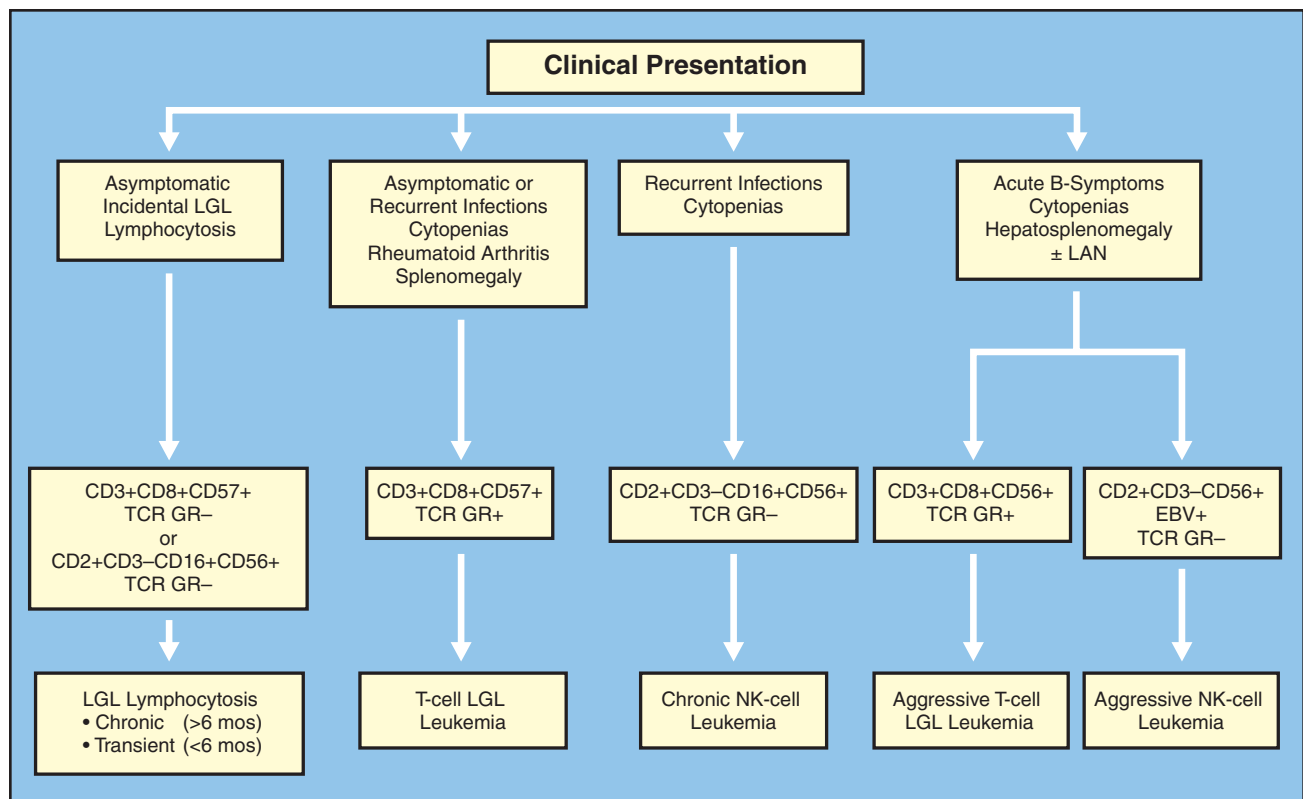 Clinical Presentation
Asymptomatic
Incidental LGL
Lymphocytosis
Asymptomatic or
Recurrent Infections
Cytopenias
Rheumatoid Arthritis
Splenomegaly
Recurrent Infections
Cytopenias
Acute B-Symptoms
Cytopenias
Hepatosplenomegaly
± LAN
CD3+CD8+CD57+
TCR GR–
or
CD2+CD3–CD16+CD56+
TCR GR–
CD3+CD8+CD57+
TCR GR+
CD2+CD3–CD16+CD56+
TCR GR–
CD3+CD8+CD56+
TCR GR+
CD2+CD3–CD56+
EBV+
TCR GR–
LGL Lymphocytosis
• Chronic (>6 mos)
• Transient (<6 mos)
T-cell LGL
Leukemia
Chronic NK-cell
Leukemia
Aggressive T-cell
LGL Leukemia
Aggressive NK-cell
Leukemia